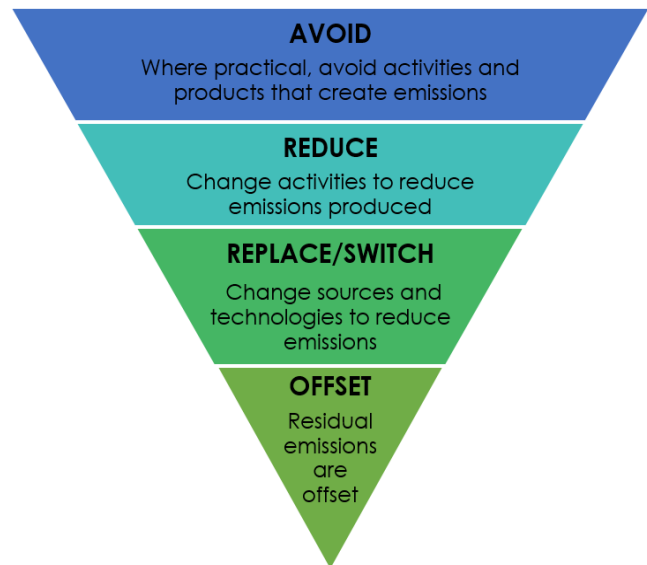 AVOID
Where practical, avoid activities and
products that create emissions
REDUCE
Change activities to reduce
emissions produced
REPLACE/SWITCH
Change sources and
technologies to reduce
emissions
OFFSET
Residual
emissions
are
offset